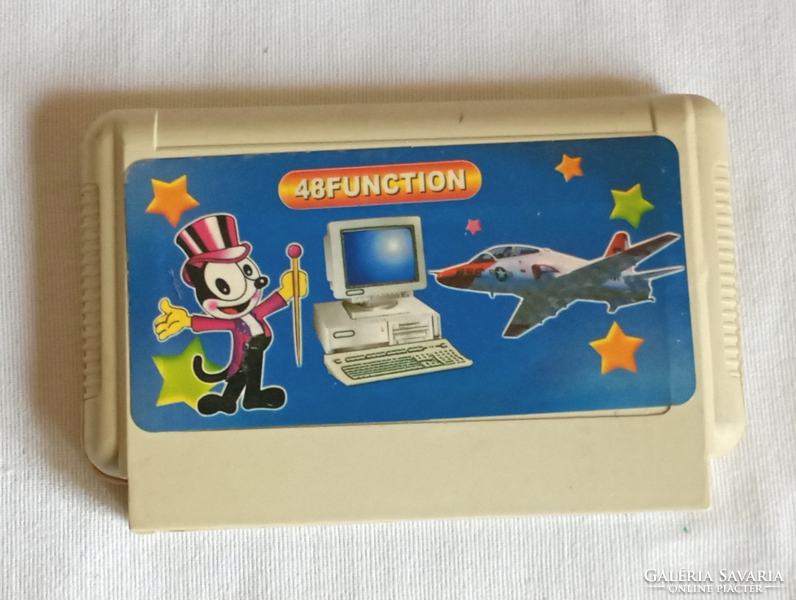 48FUNCTION
GALERIA SAVARIA
ONLINE PIACTÉR